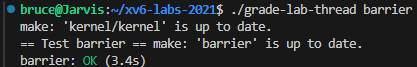 bruce@Jarvis:~/xv6-labs-2021$ ./grade-lab-thread barrier
make: 'kernel/kernel' is up to date.
== Test barrier == make: 'barrier' is up to date.
barrier: OK (3.4s)